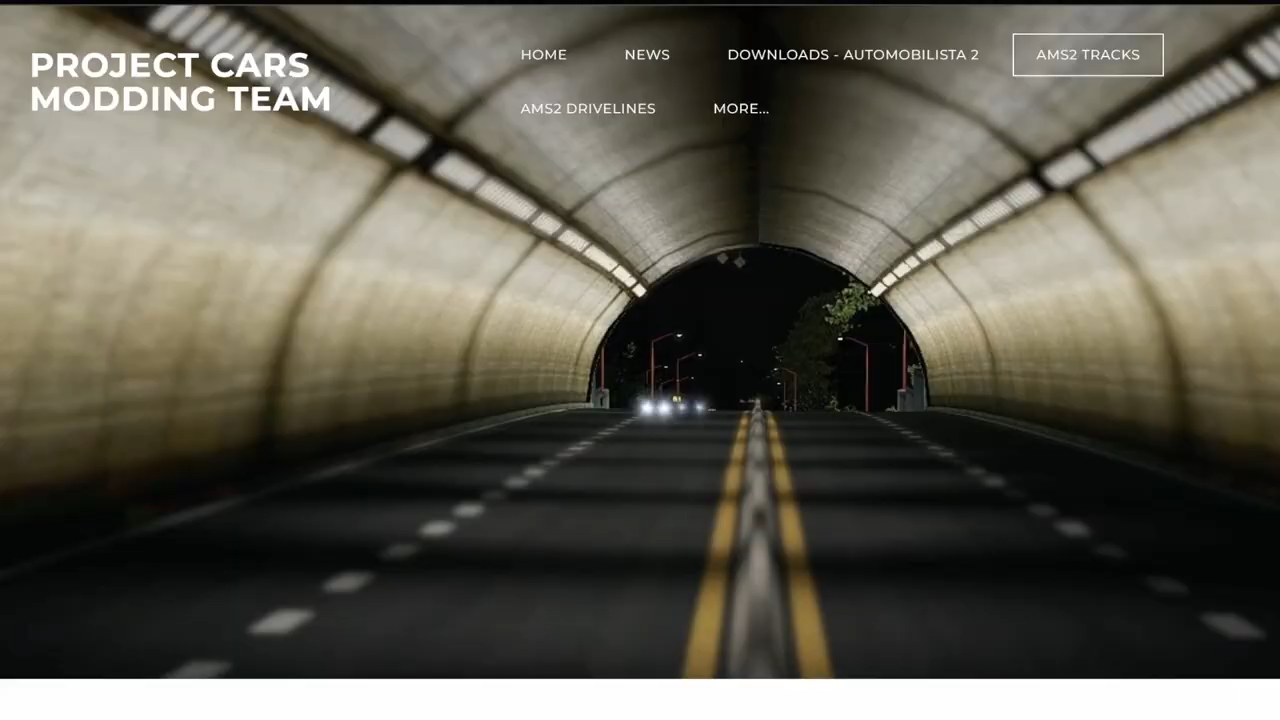 PROJECT CARS
MODDING TEAM
HOME
NEWS
DOWNLOADS - AUTOMOBILISTA 2
AMS2 TRACKS
AMS2 DRIVELINES
MORE...